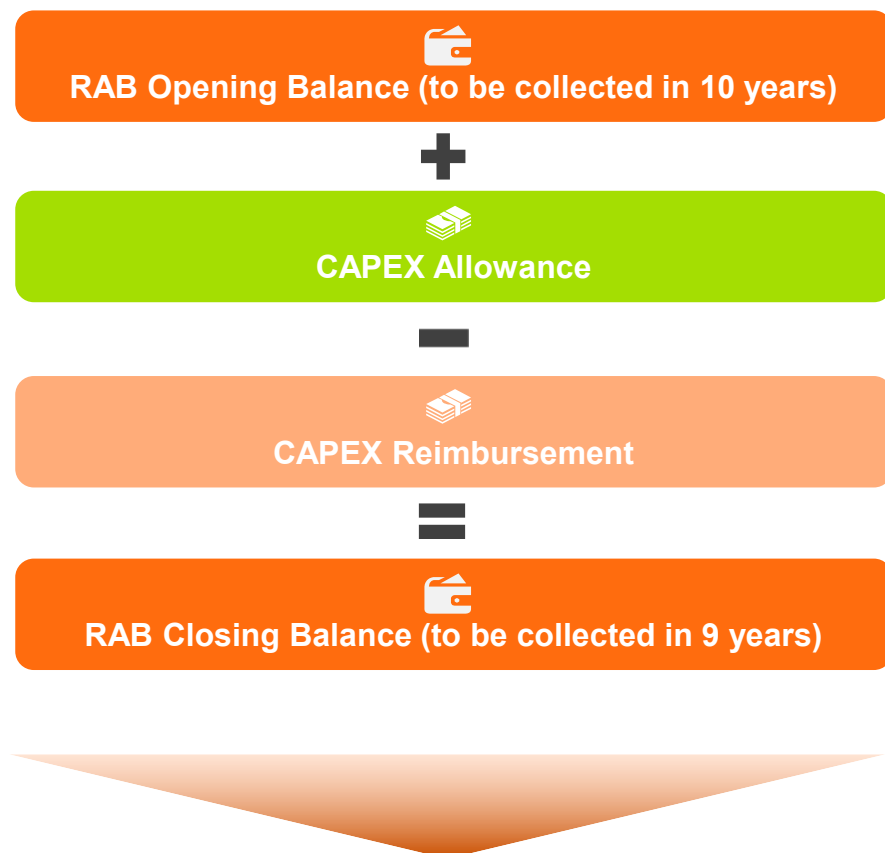 RAB Opening Balance (to be collected in 10 years)
CAPEX Allowance
CAPEX Reimbursement
RAB Closing Balance (to be collected in 9 years)